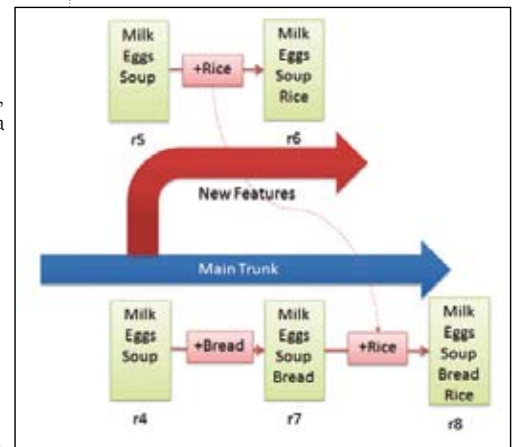 ,
a
Milk
Eggs
Soup
+Rice
Milk
Eggs
Soup
Rice
r5
r6
New Features
Main Trunk
Milk
Eggs
Soup
+Bread
Milk
Eggs
Soup
Bread
+Rice
Milk
Eggs
Soup
Bread
Rice
r4
r7
r8